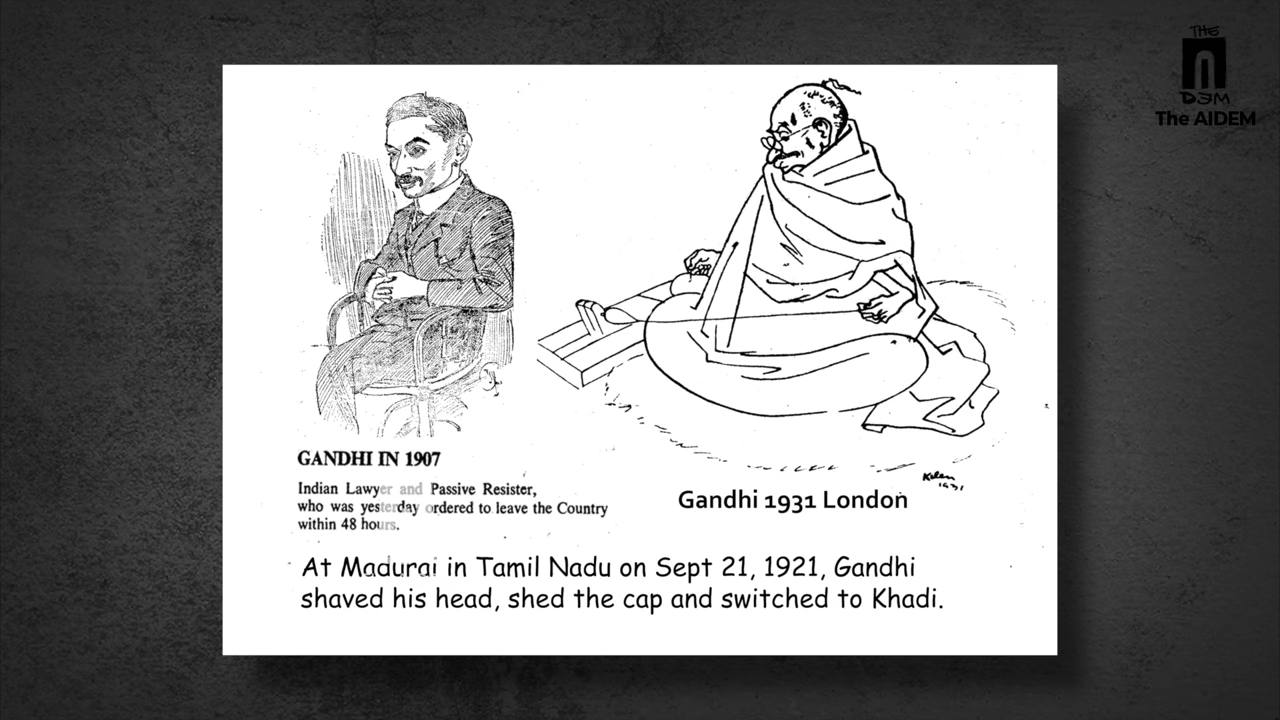 THE
The AIDEM
GANDHI IN 1907
Indian Lawyer and Passive Resister,
who was yesterday ordered to leave the Country
within 48 hours.
Kelen
1931
Gandhi 1931 London
At Madurai in Tamil Nadu on Sept 21, 1921, Gandhi
shaved his head, shed the cap and switched to Khadi.